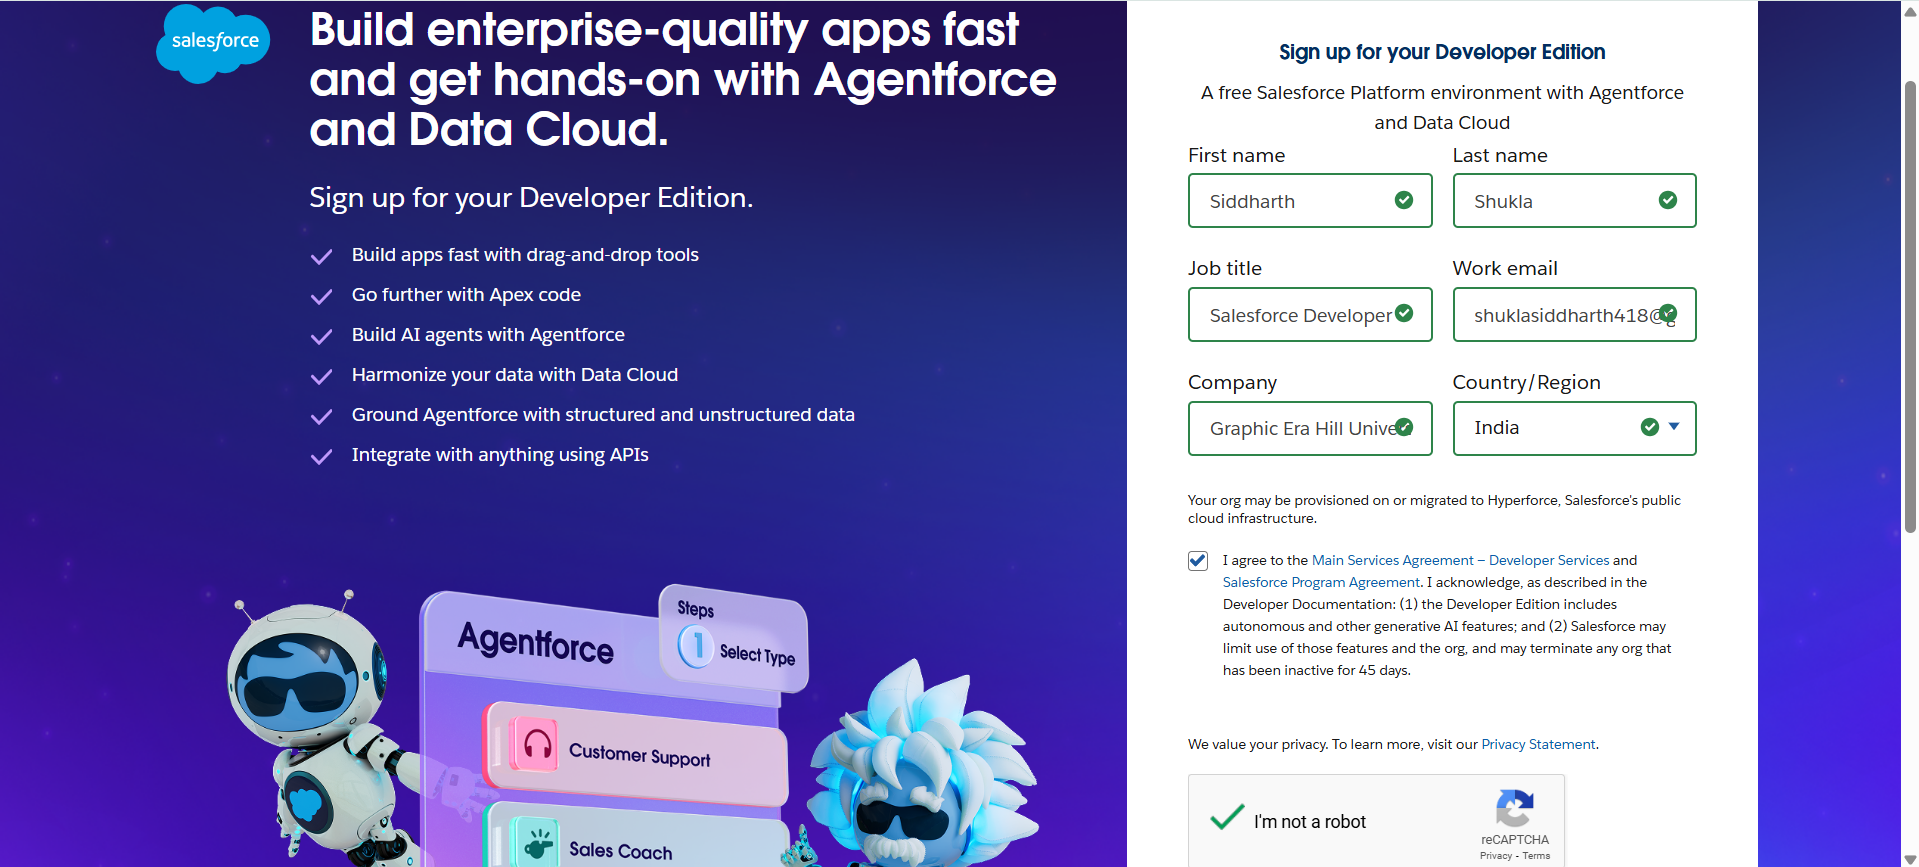 salesforce
Build enterprise-quality apps fast
and get hands-on with Agentforce
and Data Cloud.
Sign up for your Developer Edition.
Build apps fast with drag-and-drop tools
Go further with Apex code
Build AI agents with Agentforce
Harmonize your data with Data Cloud
Ground Agentforce with structured and unstructured data
Integrate with anything using APIs
Agentforce
Steps
1 Select Type
Customer Support
Sales Coach
Sign up for your Developer Edition
A free Salesforce Platform environment with Agentforce
and Data Cloud
First name
Last name
Siddharth
Shukla
Job title
Work email
Salesforce Developer
shuklasiddharth418@g
Company
Country/Region
Graphic Era Hill Unive
India
Your org may be provisioned on or migrated to Hyperforce, Salesforce's public
cloud infrastructure.
I agree to the Main Services Agreement – Developer Services and
Salesforce Program Agreement. I acknowledge, as described in the
Developer Documentation: (1) the Developer Edition includes
autonomous and other generative AI features; and (2) Salesforce may
limit use of those features and the org, and may terminate any org that
has been inactive for 45 days.
We value your privacy. To learn more, visit our Privacy Statement.
I'm not a robot
reCAPTCHA
Privacy - Terms